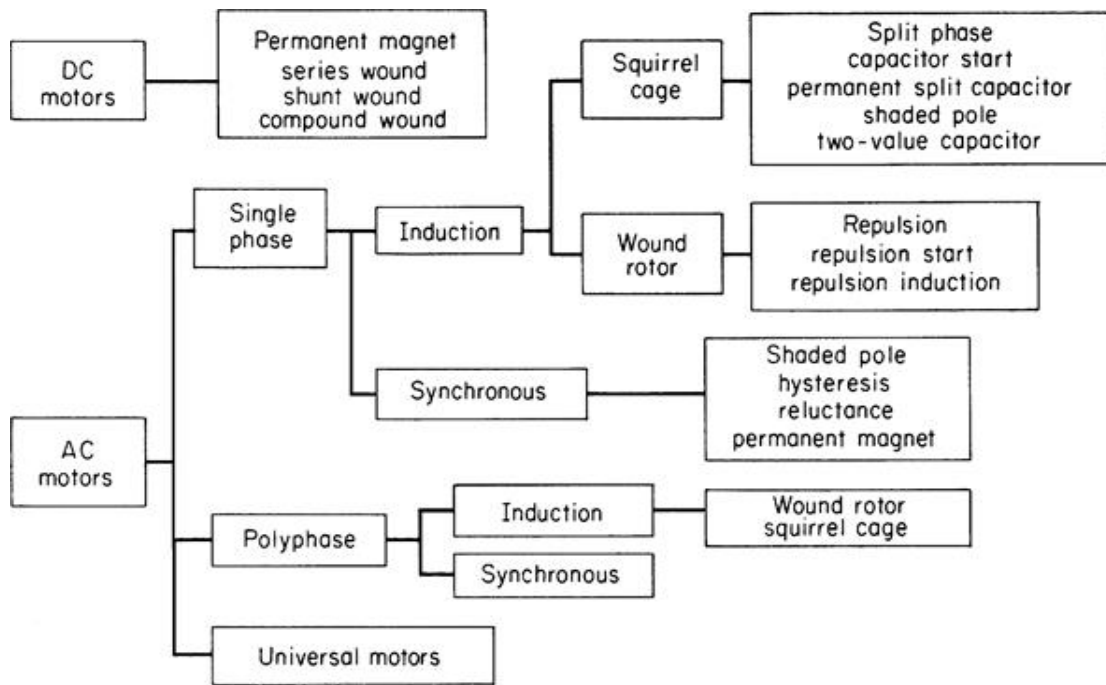 DC
motors
Permanent magnet
series wound
shunt wound
compound wound
Squirrel
cage
Split phase
capacitor start
permanent split capacitor
shaded pole
two-value capacitor
Single
phase
Induction
Wound
rotor
Repulsion
repulsion start
repulsion induction
Synchronous
Shaded pole
hysteresis
reluctance
permanent magnet
AC
motors
Polyphase
Induction
Wound rotor
squirrel cage
Synchronous
Universal motors